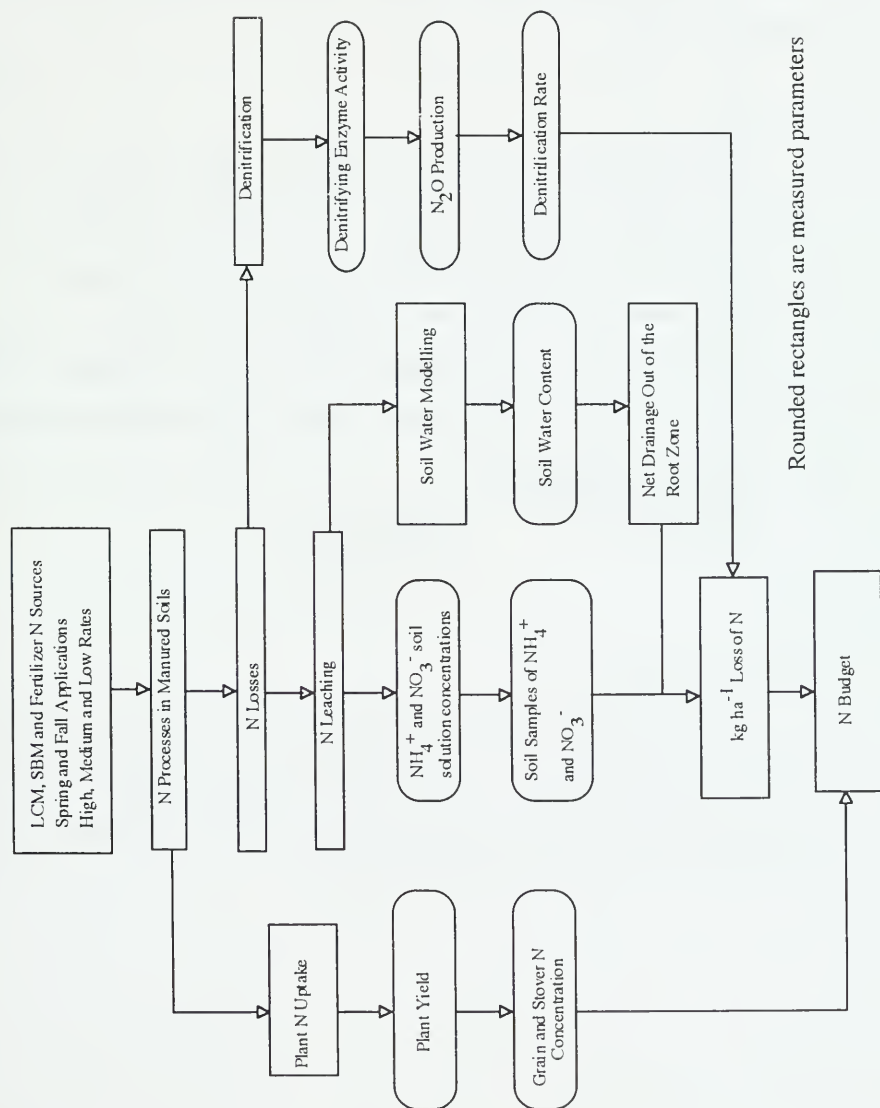 LCM, SBM and Fertilizer N Sources
Spring and Fall Applications
High, Medium and Low Rates
N Processes in Manured Soils
N Losses
N Leaching
Plant N Uptake
Plant Yield
Grain and Stover N
Concentration
NH₄⁺ and NO₃⁻ soil
solution concentrations
Soil Samples of NH₄⁺
and NO₃⁻
Soil Water Modelling
Soil Water Content
Net Drainage Out of the
Root Zone
Denitrification
Denitrifying Enzyme Activity
N₂O Production
Denitrification Rate
kg ha⁻¹ Loss of N
N Budget
Rounded rectangles are measured parameters